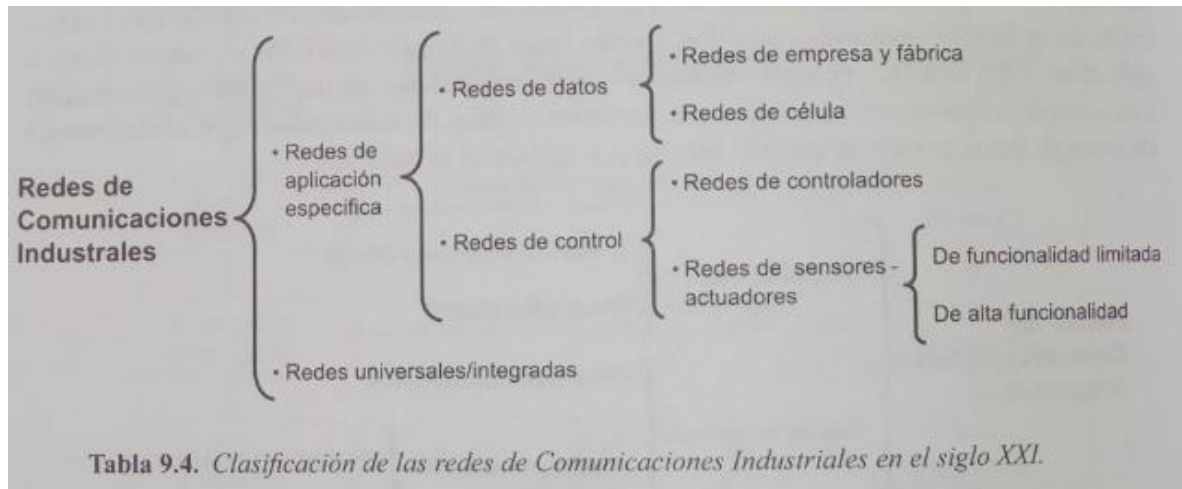 Redes de
Comunicaciones
Industrales
• Redes de
aplicación
especifica
• Redes universales/integradas
• Redes de datos
• Redes de control
• Redes de empresa y fábrica
• Redes de célula
• Redes de controladores
• Redes de sensores -
actuadores
De funcionalidad limitada
De alta funcionalidad
Tabla 9.4. Clasificación de las redes de Comunicaciones Industriales en el siglo XXI.